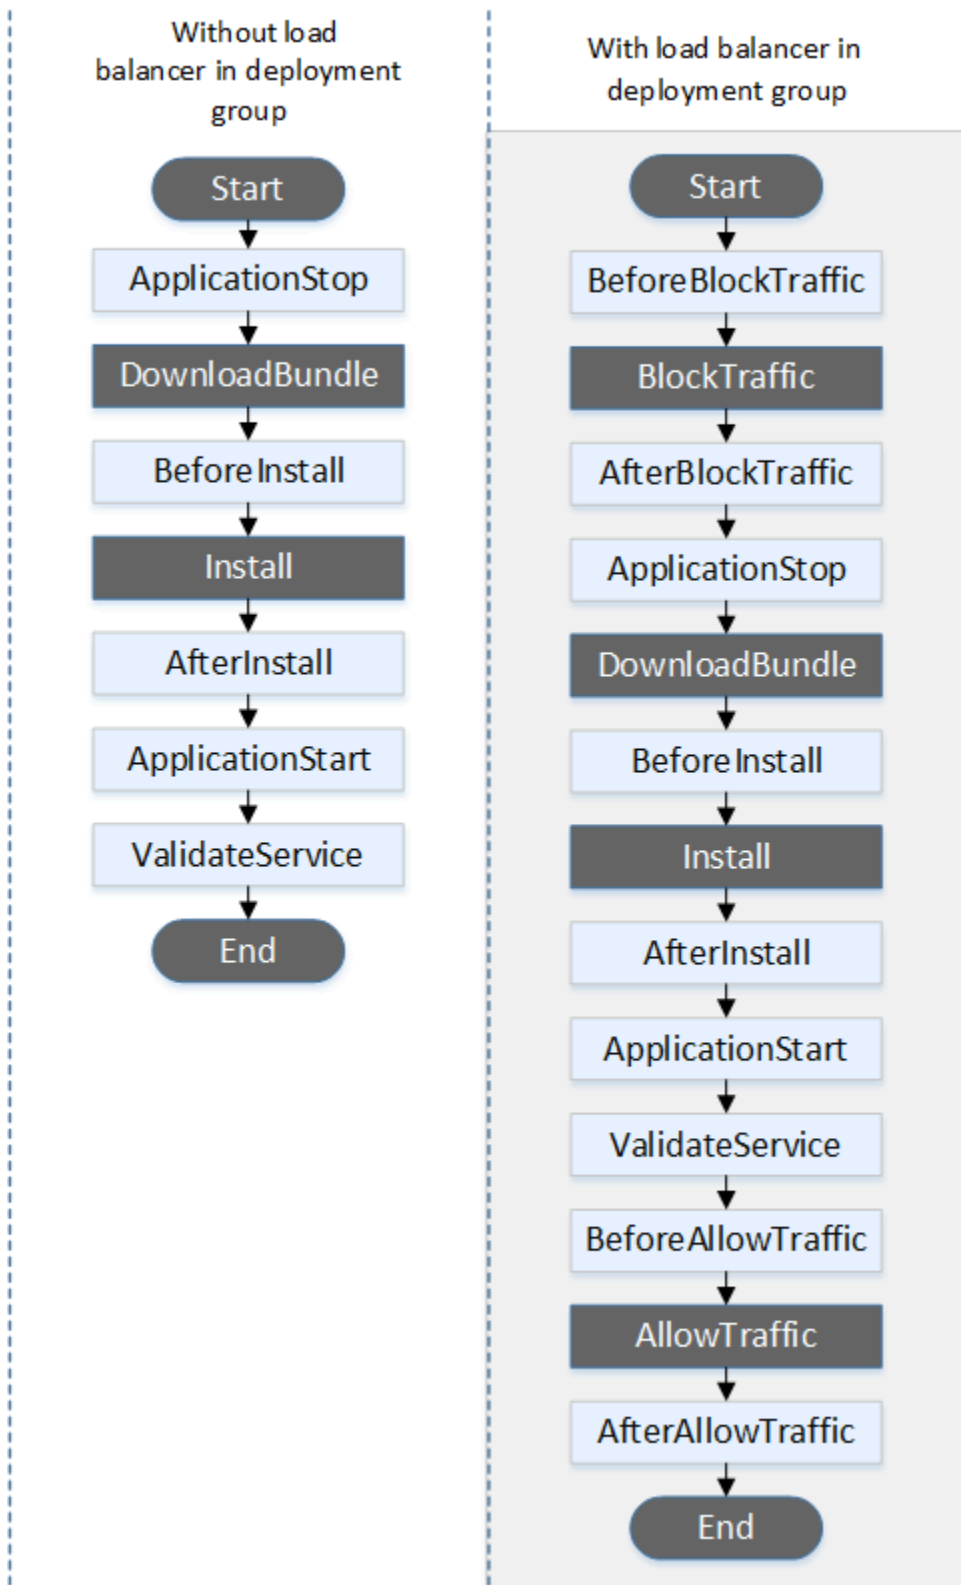 Without load
balancer in deployment
group
Start
ApplicationStop
DownloadBundle
BeforeInstall
Install
AfterInstall
ApplicationStart
ValidateService
End
With load balancer in
deployment group
Start
BeforeBlockTraffic
BlockTraffic
AfterBlockTraffic
ApplicationStop
DownloadBundle
BeforeInstall
Install
AfterInstall
ApplicationStart
ValidateService
BeforeAllowTraffic
AllowTraffic
AfterAllowTraffic
End